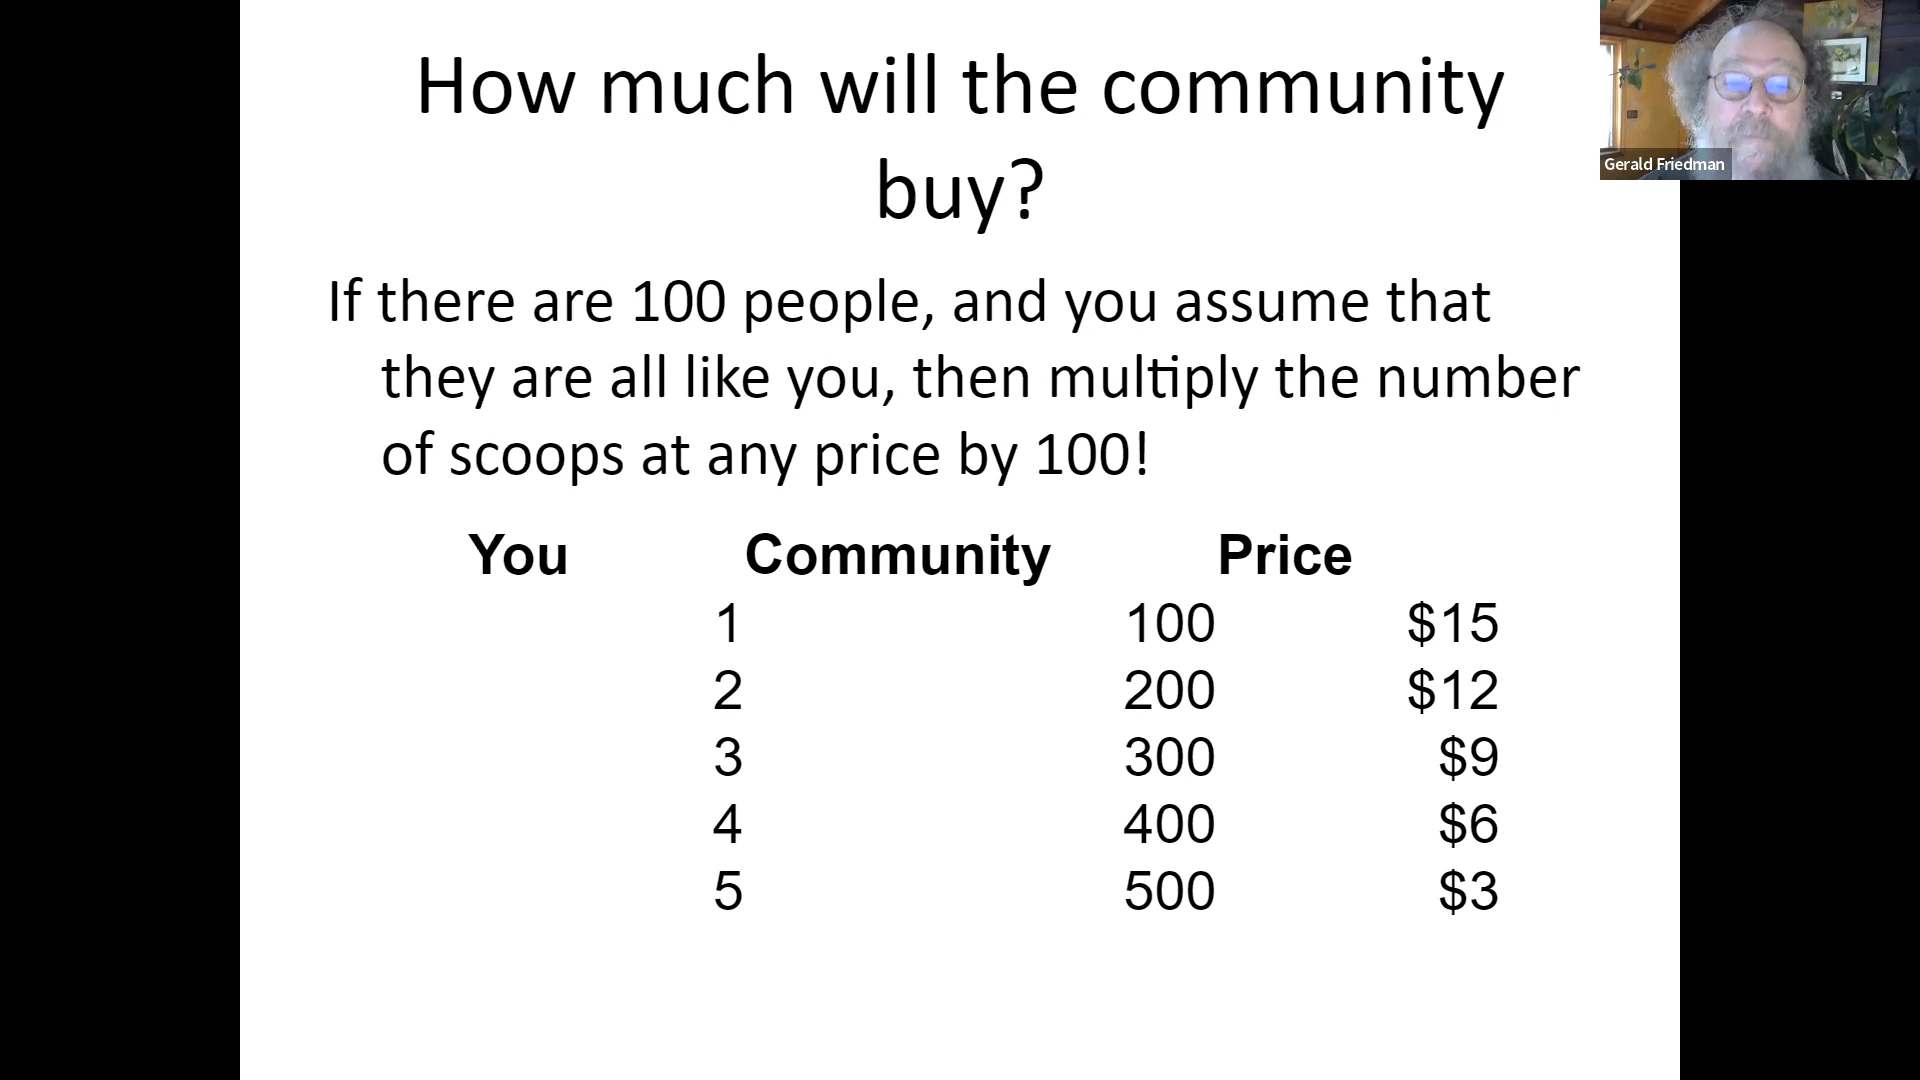 How much will the community
buy?
Gerald Friedman
If there are 100 people, and you assume that
they are all like you, then multiply the number
of scoops at any price by 100!
You Community Price
1 100 $15
2 200 $12
3 300 $9
4 400 $6
5 500 $3